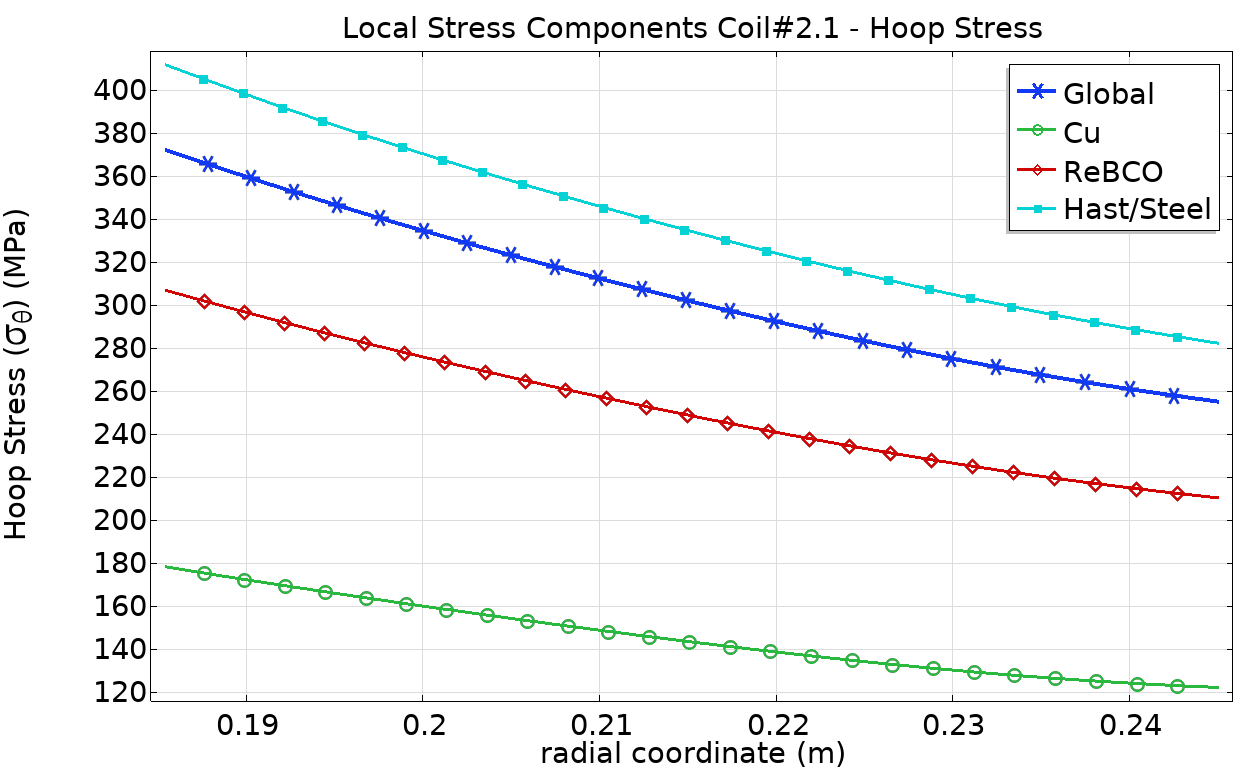 Local Stress Components Coil#2.1 - Hoop Stress
Hoop Stress (σθ) (MPa)
400
380
360
340
320
300
280
260
240
220
200
180
160
140
120
Global
Cu
ReBCO
Hast/Steel
0.19 0.2 0.21 0.22 0.23 0.24
radial coordinate (m)